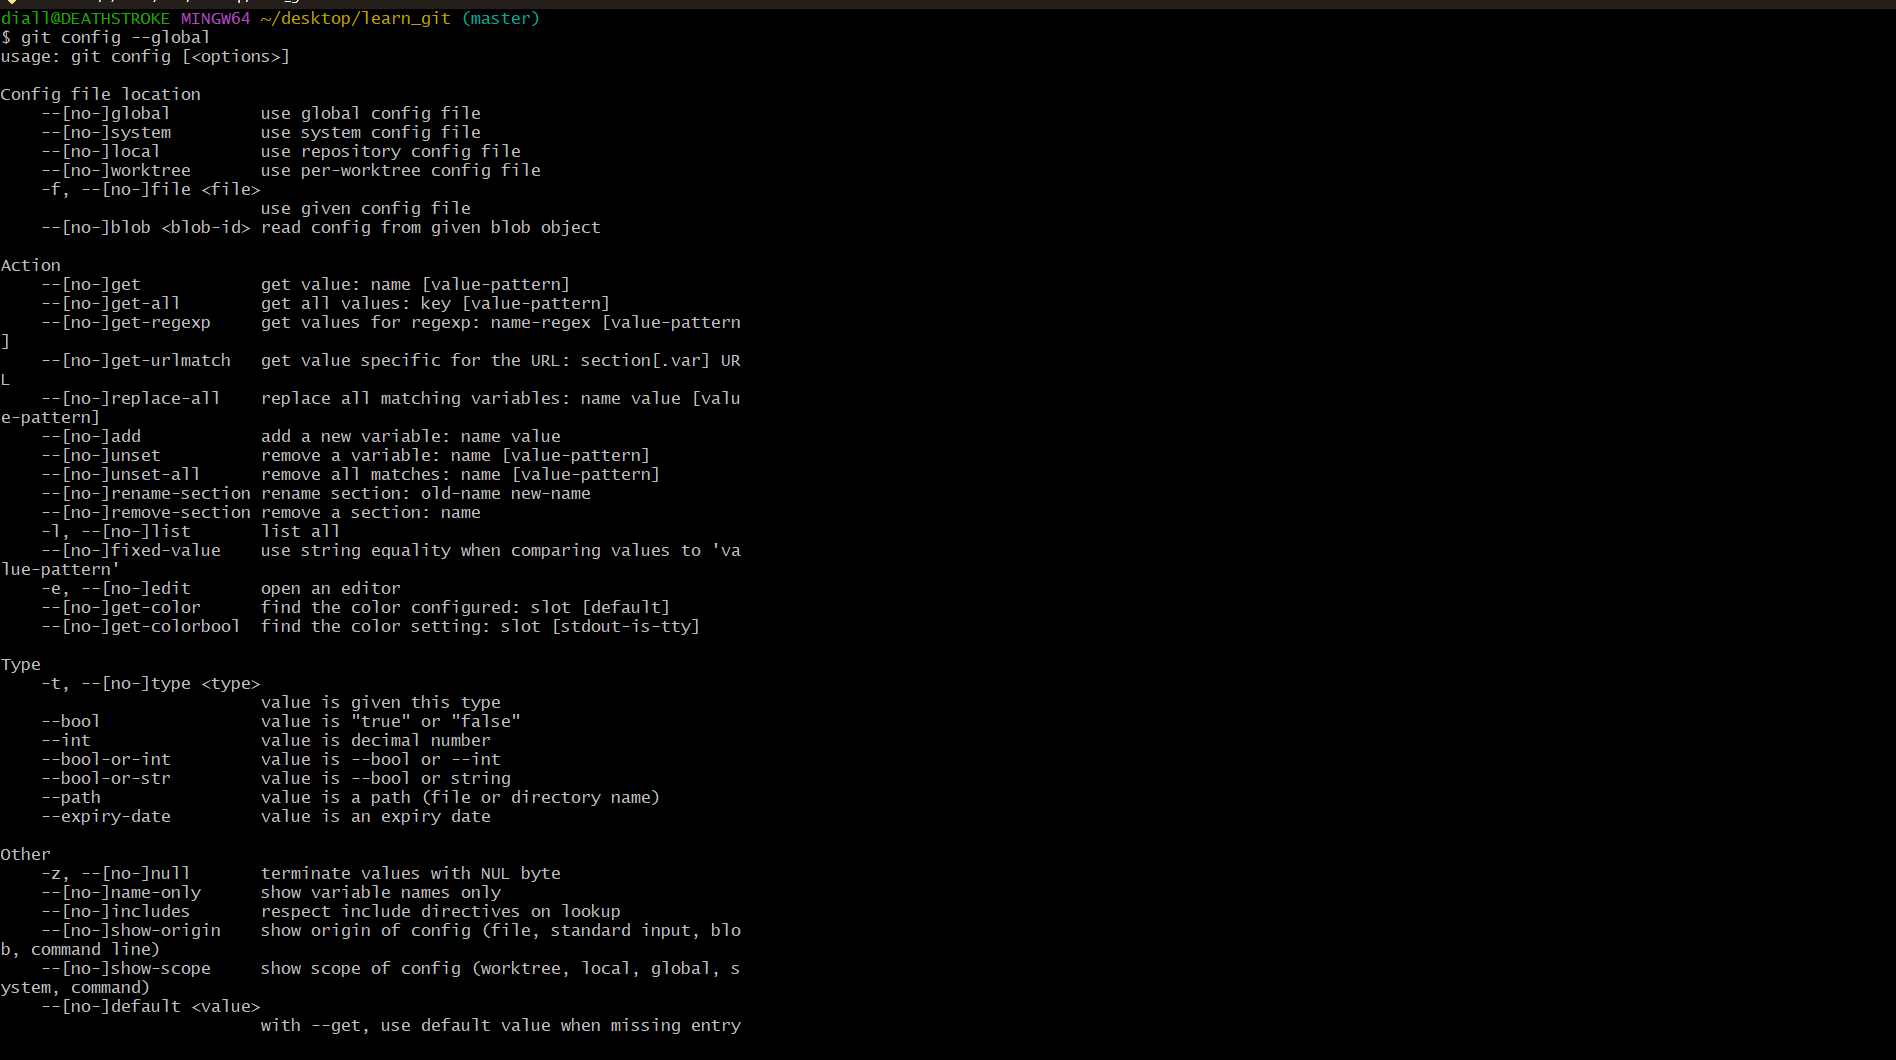 diall@DEATHSTROKE MINGW64 ~/desktop/learn_git (master)
$ git config --global
usage: git config [<options>]

Config file location
    --[no-]global         use global config file
    --[no-]system         use system config file
    --[no-]local          use repository config file
    --[no-]worktree       use per-worktree config file
    -f, --[no-]file <file>
                          use given config file
    --[no-]blob <blob-id> read config from given blob object

Action
    --[no-]get            get value: name [value-pattern]
    --[no-]get-all        get all values: key [value-pattern]
    --[no-]get-regexp     get values for regexp: name-regex [value-pattern
]
    --[no-]get-urlmatch   get value specific for the URL: section[.var] UR
L
    --[no-]replace-all    replace all matching variables: name value [valu
e-pattern]
    --[no-]add            add a new variable: name value
    --[no-]unset          remove a variable: name [value-pattern]
    --[no-]unset-all      remove all matches: name [value-pattern]
    --[no-]rename-section rename section: old-name new-name
    --[no-]remove-section remove a section: name
    -l, --[no-]list       list all
    --[no-]fixed-value    use string equality when comparing values to 'va
lue-pattern'
    -e, --[no-]edit       open an editor
    --[no-]get-color      find the color configured: slot [default]
    --[no-]get-colorbool  find the color setting: slot [stdout-is-tty]

Type
    -t, --[no-]type <type>
                          value is given this type
    --bool                value is "true" or "false"
    --int                 value is decimal number
    --bool-or-int         value is --bool or --int
    --bool-or-str         value is --bool or string
    --path                value is a path (file or directory name)
    --expiry-date         value is an expiry date

Other
    -z, --[no-]null       terminate values with NUL byte
    --[no-]name-only      show variable names only
    --[no-]includes       respect include directives on lookup
    --[no-]show-origin    show origin of config (file, standard input, blo
b, command line)
    --[no-]show-scope     show scope of config (worktree, local, global, s
ystem, command)
    --[no-]default <value>
                          with --get, use default value when missing entry